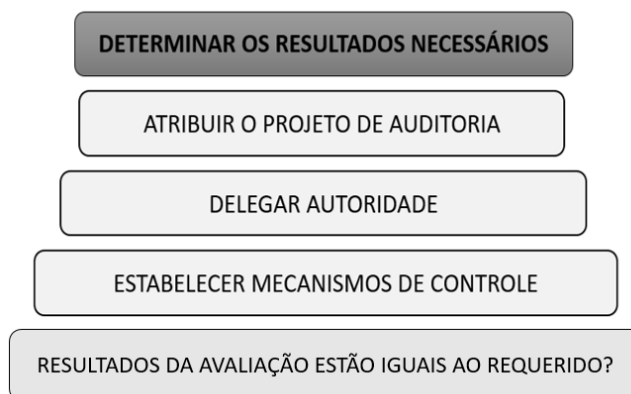 DETERMINAR OS RESULTADOS NECESSÁRIOS
ATRIBUIR O PROJETO DE AUDITORIA
DELEGAR AUTORIDADE
ESTABELECER MECANISMOS DE CONTROLE
RESULTADOS DA AVALIAÇÃO ESTÃO IGUAIS AO REQUERIDO?